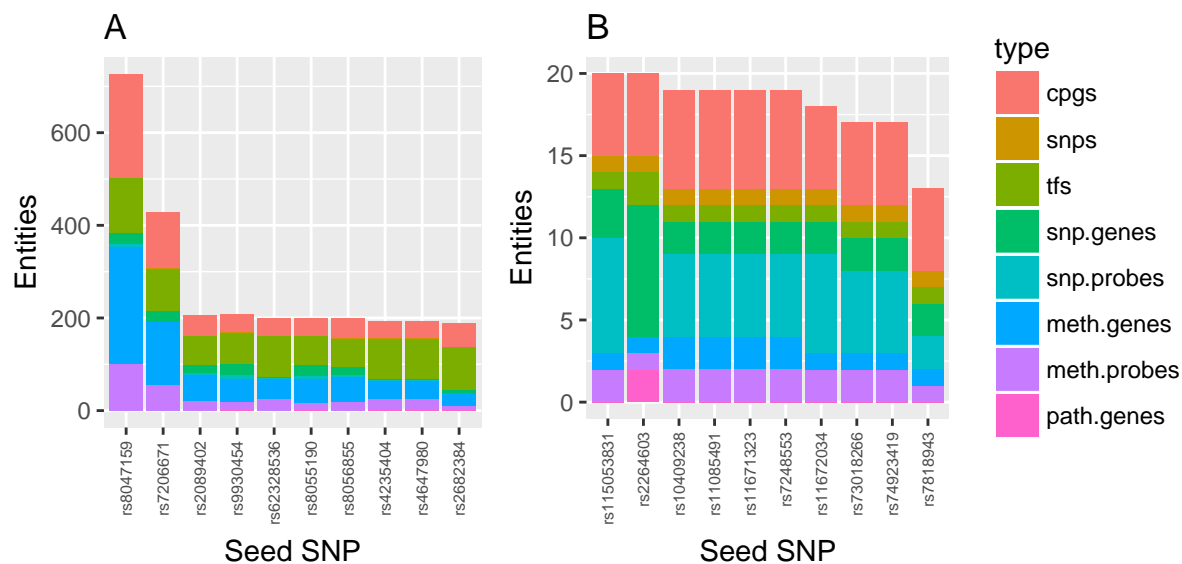 A
B
type
cpgs
snps
tfs
snp.genes
snp.probes
meth.genes
meth.probes
path.genes
Entities
600
400
200
0
rs8047159
rs7206671
rs2089402
rs9930454
rs62328536
rs8055190
rs8056855
rs4235404
rs4647980
rs2682384
Seed SNP
Entities
20
15
10
5
0
rs115053831
rs2264603
rs10409238
rs11085491
rs11671323
rs7248553
rs11672034
rs73018266
rs74923419
rs7818943
Seed SNP